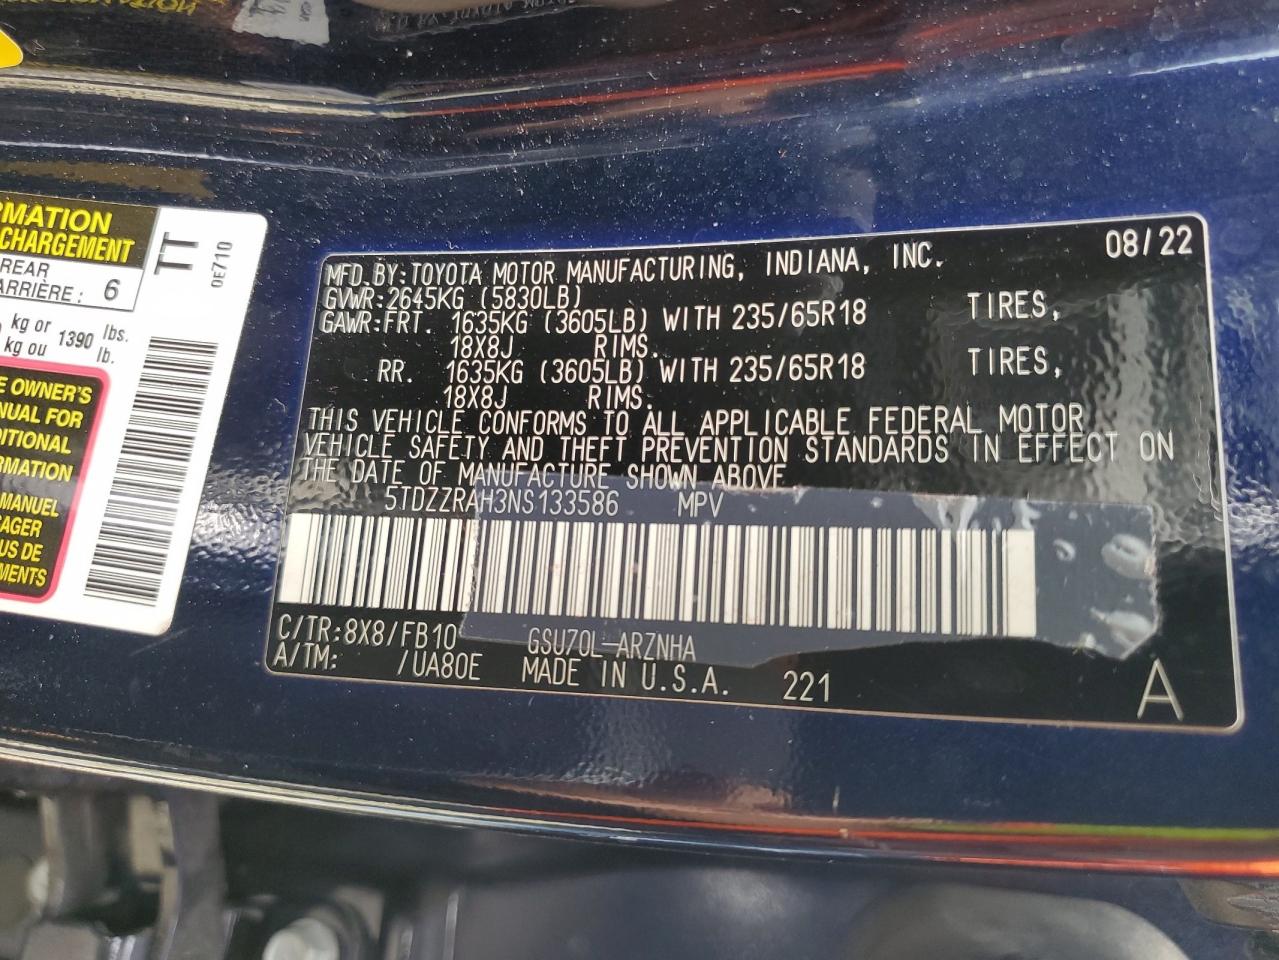 RMATION
CHARGEMENT
REAR
ARRIÈRE : 6
kg or 1390 lbs.
kg ou lb.
E OWNER'S
NUAL FOR
DITIONAL
RMATION
MANUEL
AGER
US DE
MENTS
TT
0E710
08/22
MFD.BY:TOYOTA MOTOR MANUFACTURING, INDIANA, INC.
GVWR:2645KG (5830LB)
GAWR:FRT. 1635KG (3605LB) WITH 235/65R18 TIRES,
18X8J RIMS.
RR. 1635KG (3605LB) WITH 235/65R18 TIRES,
18X8J RIMS.
THIS VEHICLE CONFORMS TO ALL APPLICABLE FEDERAL MOTOR
VEHICLE SAFETY AND THEFT PREVENTION STANDARDS IN EFFECT ON
THE DATE OF MANUFACTURE SHOWN ABOVE
5TDZZRAH3NS133586 MPV
C/TR:8X8/FB10 GSU70L-ARZNHA
A/TM: /UA80E MADE IN U.S.A. 221 A